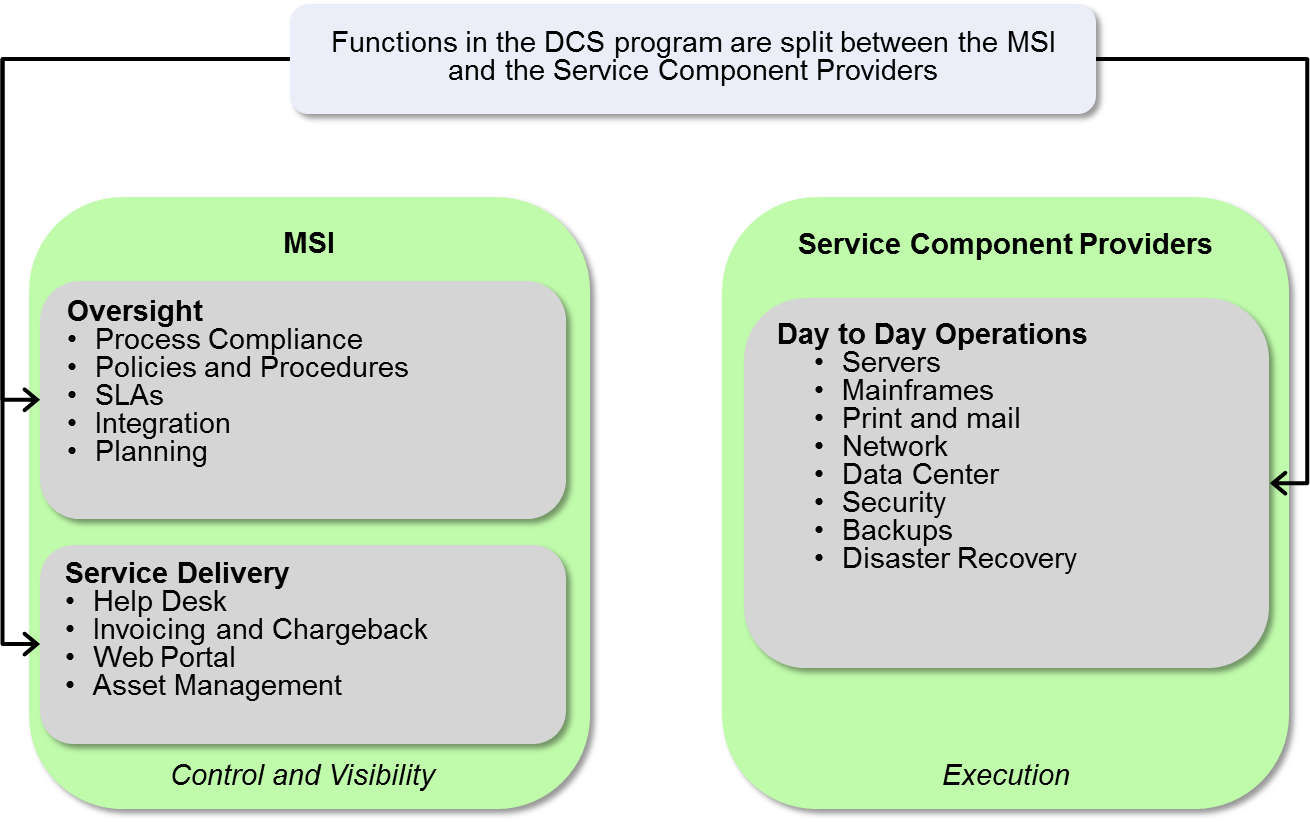 Functions in the DCS program are split between the MSI
and the Service Component Providers
MSI
Oversight
• Process Compliance
• Policies and Procedures
• SLAs
• Integration
• Planning
Service Delivery
• Help Desk
• Invoicing and Chargeback
• Web Portal
• Asset Management
Control and Visibility
Service Component Providers
Day to Day Operations
• Servers
• Mainframes
• Print and mail
• Network
• Data Center
• Security
• Backups
• Disaster Recovery
Execution